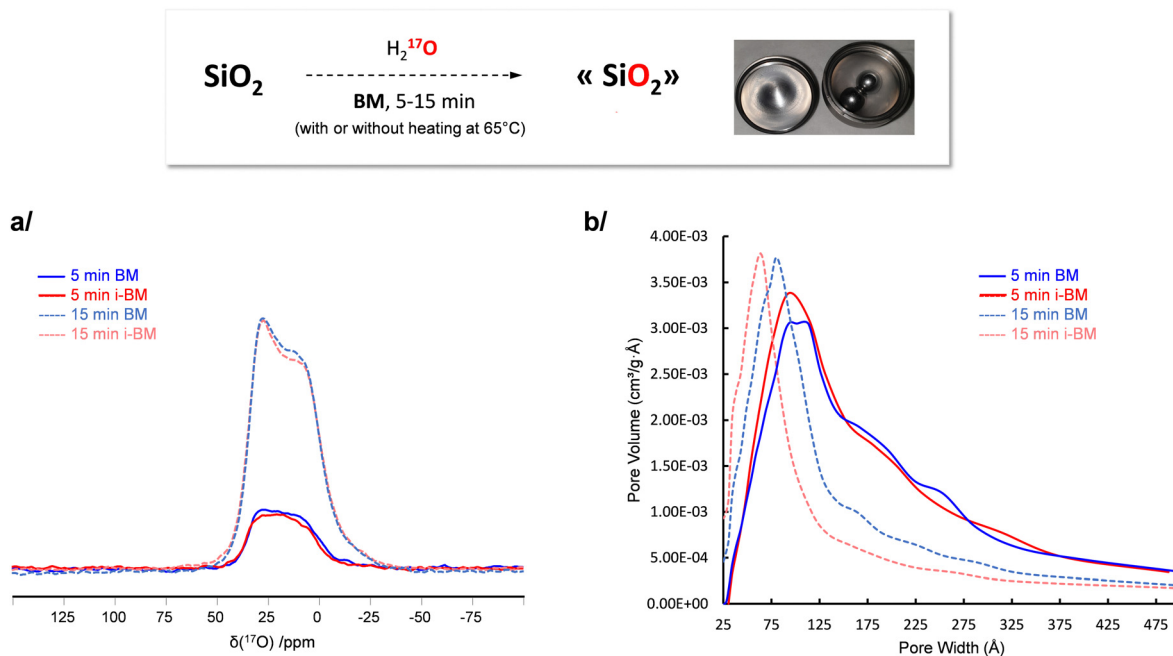 H₂¹⁷O
SiO₂
« SiO₂»
BM, 5-15 min
(with or without heating at 65°C)
a/
5 min BM
5 min i-BM
15 min BM
15 min i-BM
125 100 75 50 25 0 -25 -50 -75
δ(¹⁷O) /ppm
b/
Pore Volume (cm³/g·Å)
4.00E-03
3.50E-03
3.00E-03
2.50E-03
2.00E-03
1.50E-03
1.00E-03
5.00E-04
0.00E+00
5 min BM
5 min i-BM
15 min BM
15 min i-BM
25 75 125 175 225 275 325 375 425 475
Pore Width (Å)